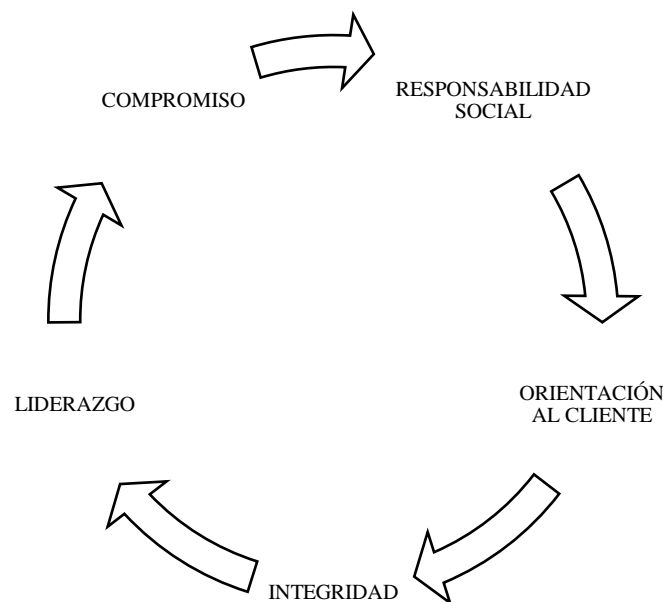 COMPROMISO
RESPONSABILIDAD
SOCIAL
ORIENTACIÓN
AL CLIENTE
INTEGRIDAD
LIDERAZGO